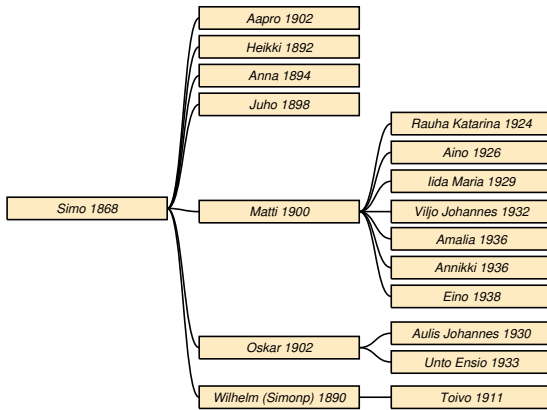 Aapro 1902
Heikki 1892
Anna 1894
Juho 1898
Rauha Katarina 1924
Aino 1926
Iida Maria 1929
Simo 1868
Matti 1900
Viljo Johannes 1932
Amalia 1936
Annikki 1936
Eino 1938
Aulis Johannes 1930
Oskar 1902
Unto Ensio 1933
Wilhelm (Simonp) 1890
Toivo 1911